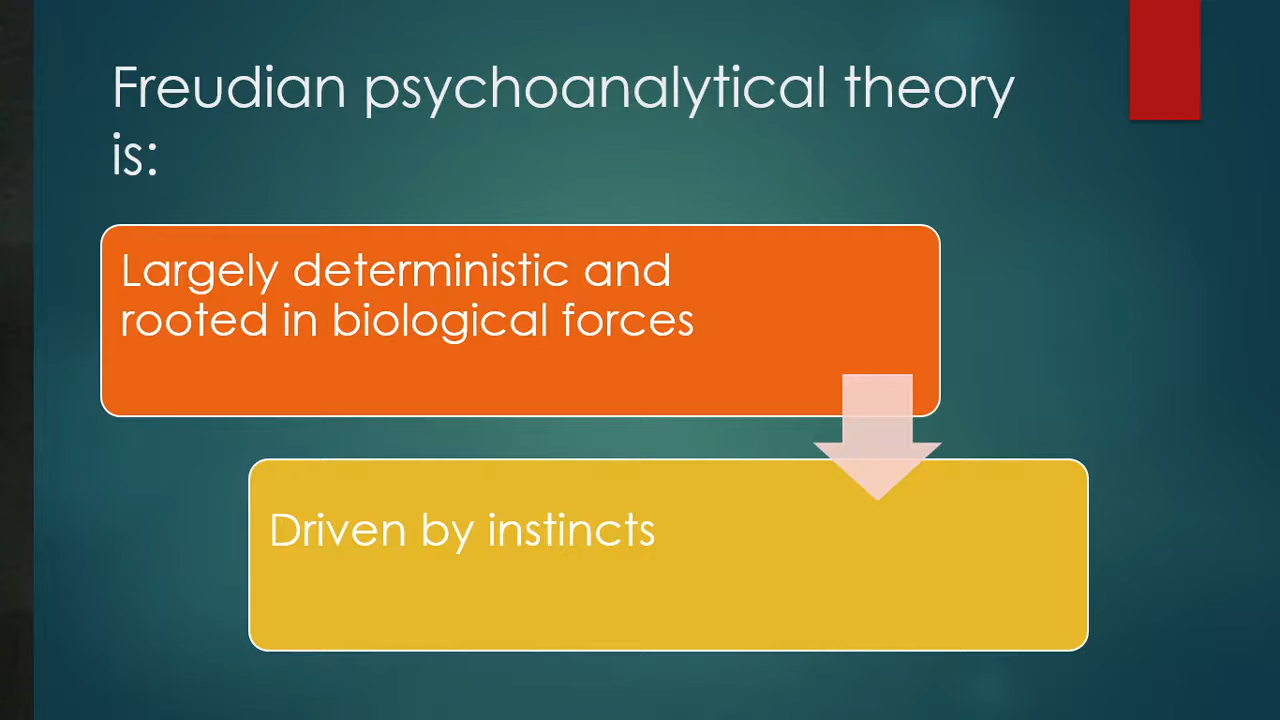 Freudian psychoanalytical theory
is:
Largely deterministic and
rooted in biological forces
Driven by instincts